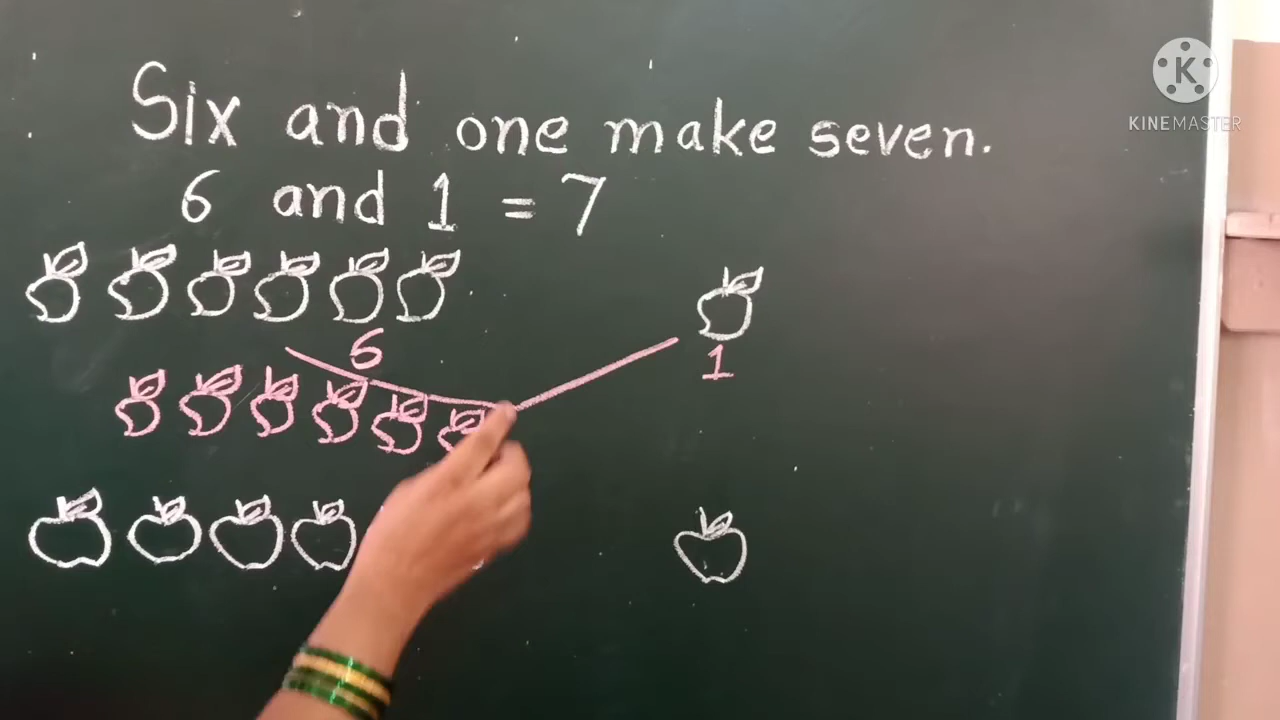 Six and one make seven.
6 and 1 = 7
6
1
K
KINEMASTER